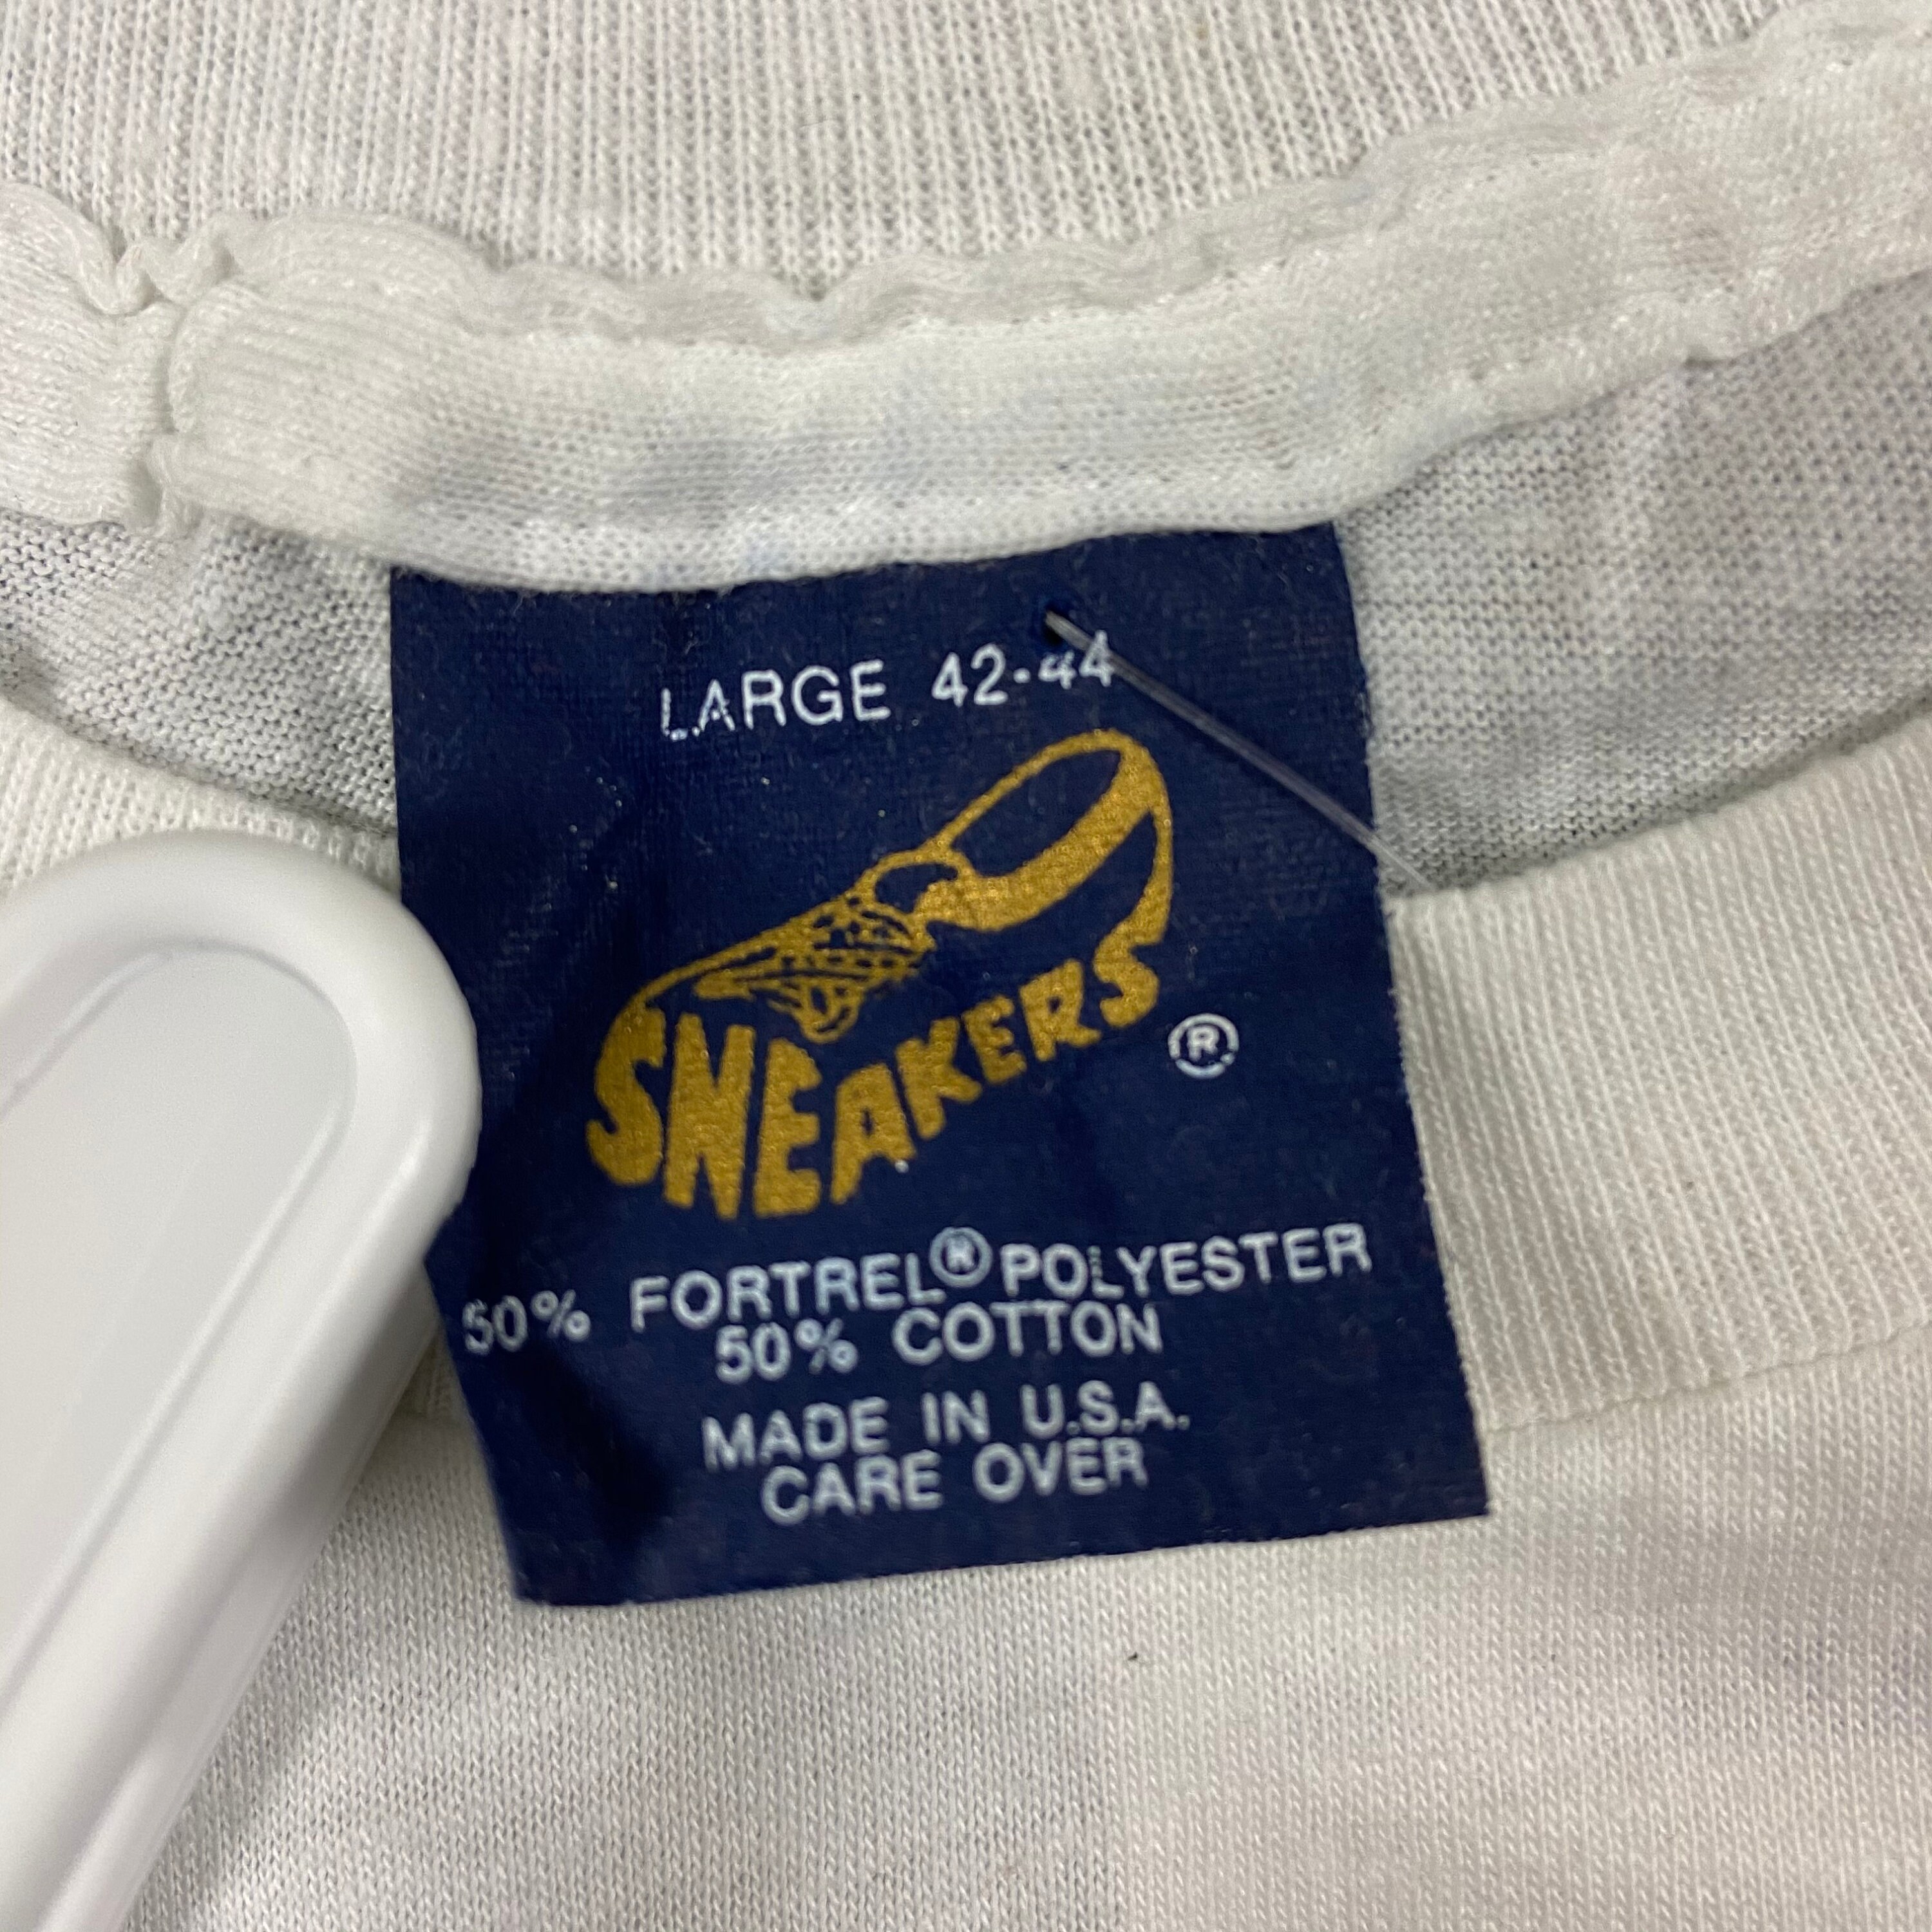 LARGE 42-44
SNEAKERS ®
50% FORTREL® POLYESTER
50% COTTON
MADE IN U.S.A.
CARE OVER